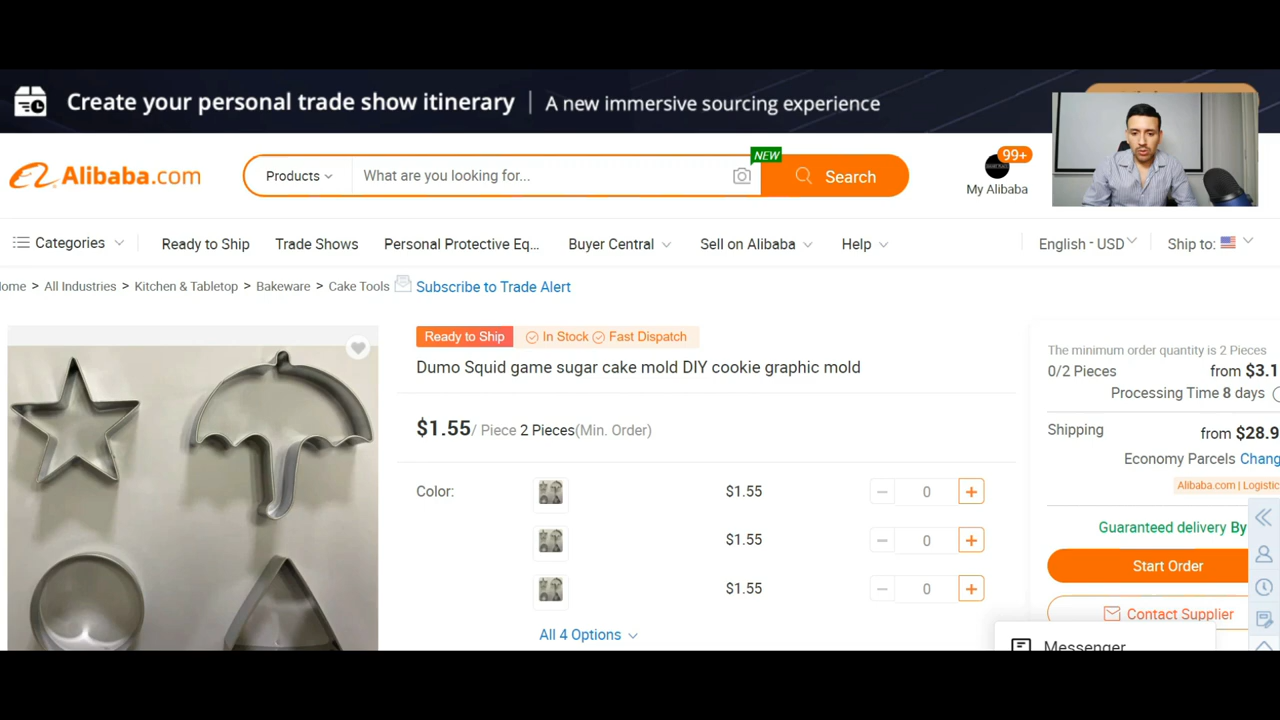 Create your personal trade show itinerary | A new immersive sourcing experience
Alibaba.com
Products
What are you looking for...
NEW
Search
99+
My Alibaba
Categories
Ready to Ship
Trade Shows
Personal Protective Eq...
Buyer Central
Sell on Alibaba
Help
English - USD
Ship to:
ome > All Industries > Kitchen & Tabletop > Bakeware > Cake Tools
Subscribe to Trade Alert
Ready to Ship
In Stock
Fast Dispatch
Dumo Squid game sugar cake mold DIY cookie graphic mold
$1.55 / Piece 2 Pieces(Min. Order)
Color:
$1.55
0
$1.55
0
$1.55
0
All 4 Options
The minimum order quantity is 2 Pieces
0/2 Pieces from $3.1
Processing Time 8 days
Shipping from $28.9
Economy Parcels Chang
Alibaba.com | Logistic
Guaranteed delivery By
Start Order
Contact Supplier
Messenger